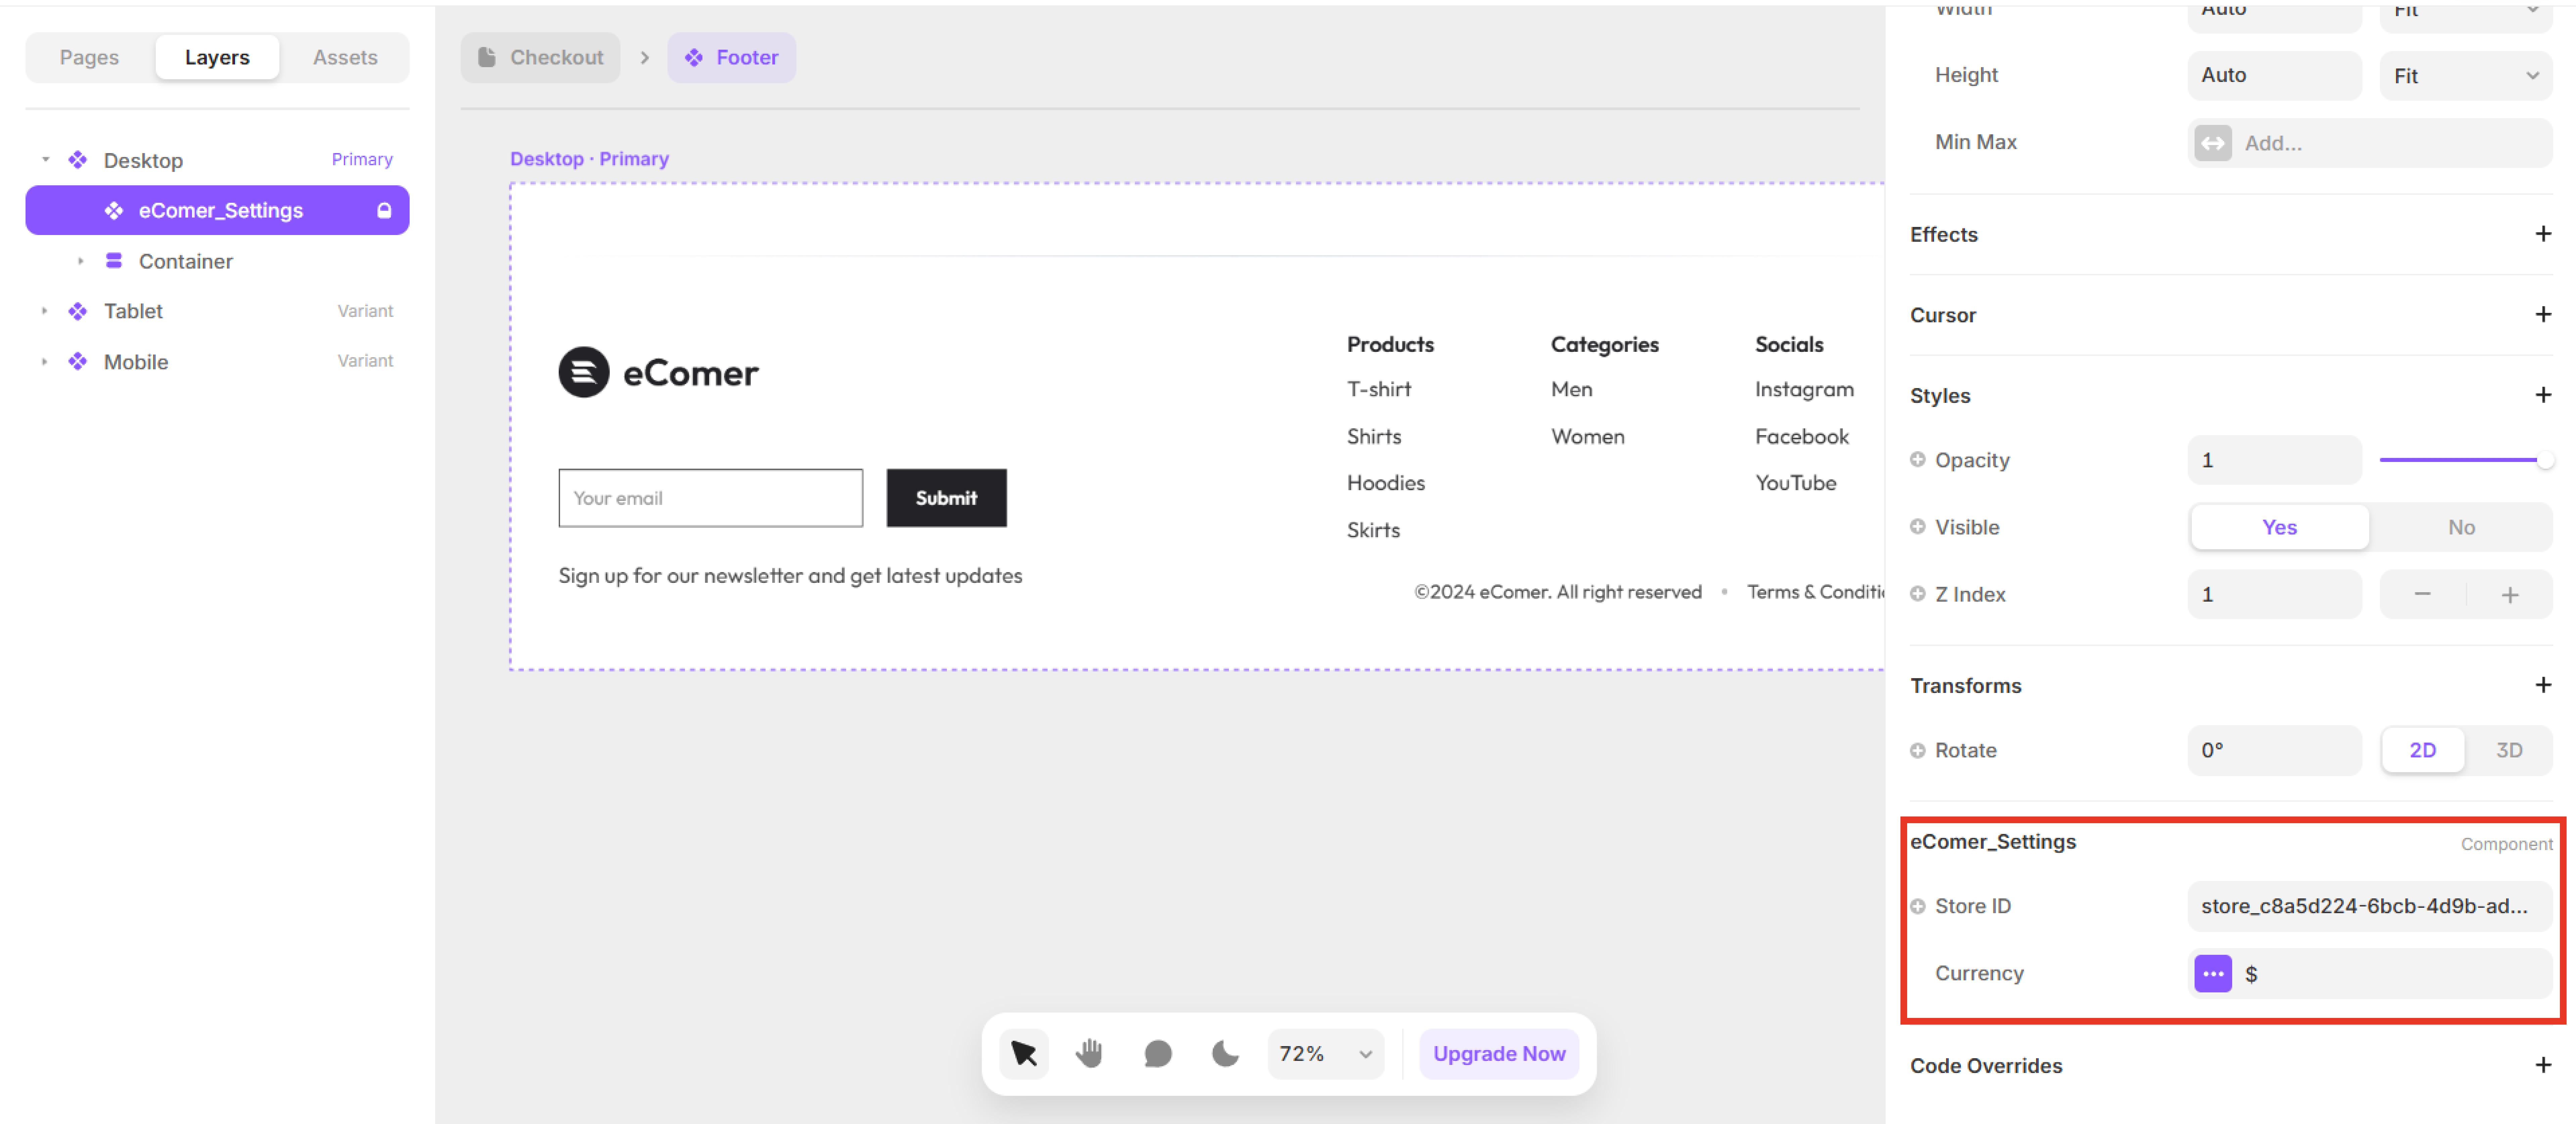 Pages Layers Assets
Desktop Primary
eComer_Settings
Container
Tablet Variant
Mobile Variant
Checkout > Footer
Desktop · Primary
eComer
Your email Submit
Sign up for our newsletter and get latest updates
Products
T-shirt
Shirts
Hoodies
Skirts
Categories
Men
Women
Socials
Instagram
Facebook
YouTube
©2024 eComer. All right reserved • Terms & Conditi
72% Upgrade Now
Width Auto Fit
Height Auto Fit
Min Max Add...
Effects
Cursor
Styles
Opacity 1
Visible Yes No
Z Index 1
Transforms
Rotate 0° 2D 3D
eComer_Settings Component
Store ID store_c8a5d224-6bcb-4d9b-ad...
Currency $
Code Overrides